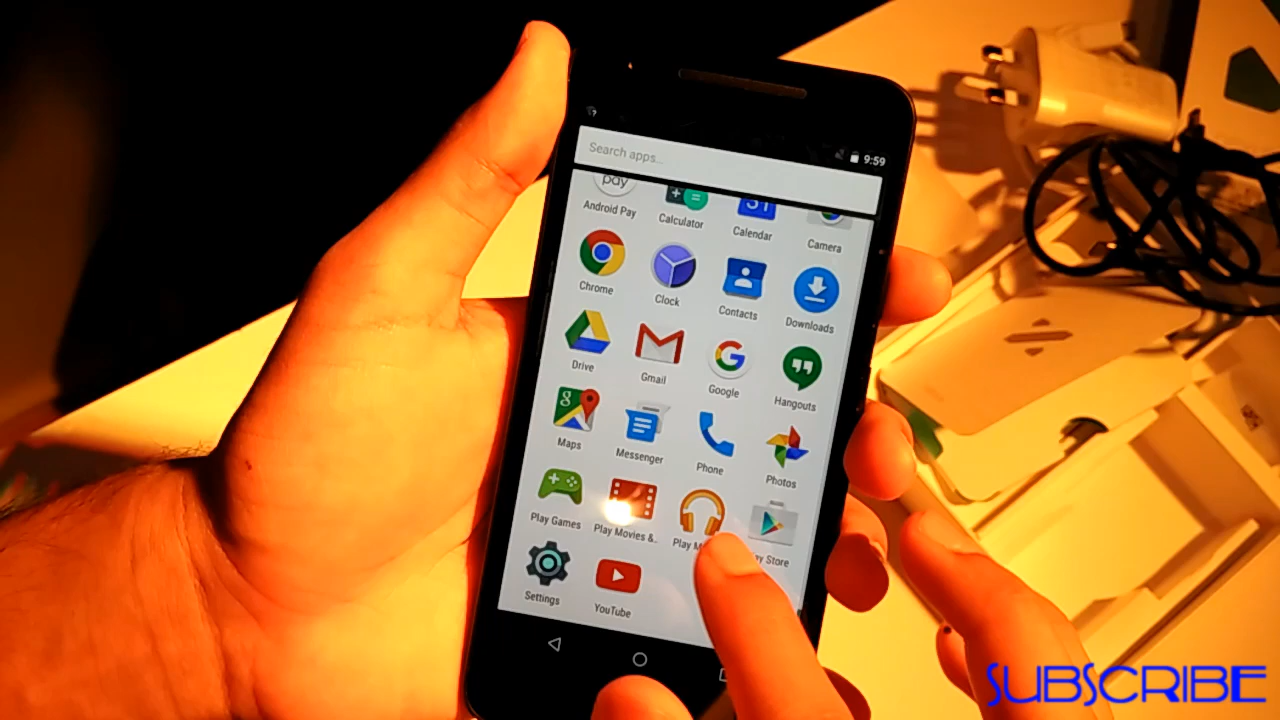 9:59
Search apps...
pay
31
Android Pay
Calculator
Calendar
Camera
Chrome
Clock
Contacts
Downloads
Drive
Gmail
Google
Hangouts
Maps
Messenger
Phone
Photos
Play Games
Play Movies &..
Play M
Store
Settings
YouTube
SUBSCRIBE